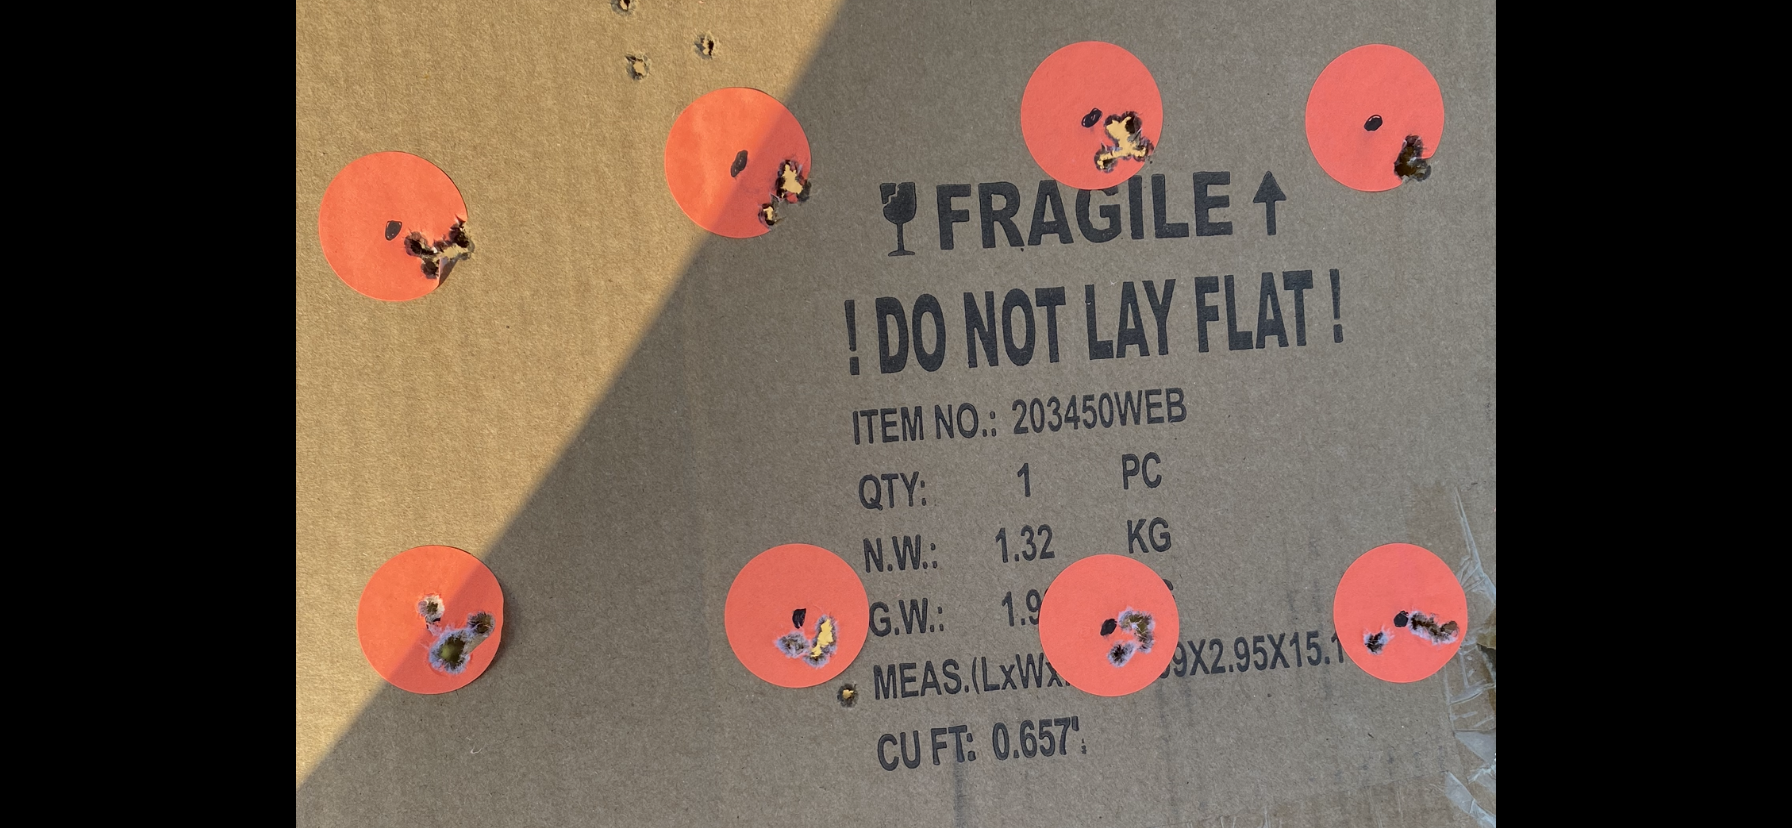 FRAGILE
! DO NOT LAY FLAT !
ITEM NO.: 203450WEB
QTY: 1 PC
N.W.: 1.32 KG
G.W.:
MEAS.(LxWx
CU FT: 0.657'